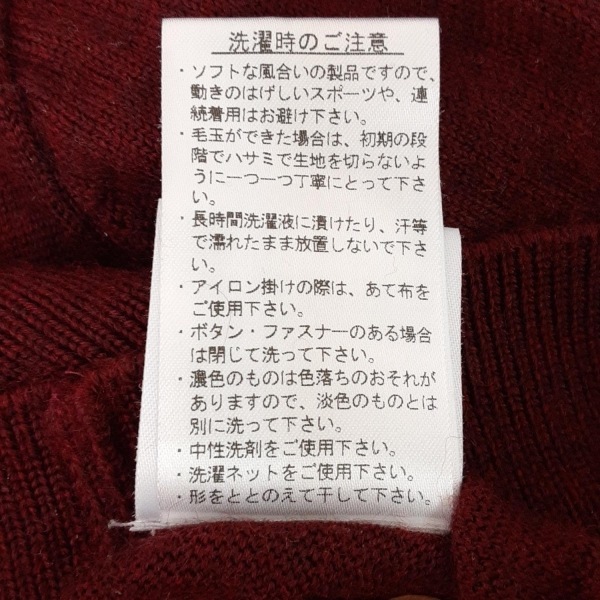 洗濯時のご注意
・ソフトな風合いの製品ですので、
動きのはげしいスポーツや、連
続着用はお避け下さい。
・毛玉ができた場合は、初期の段
階でハサミで生地を切らないよ
うに一つ一つ丁寧にとって下さ
い。
・長時間洗濯液に漬けたり、汗等
で濡れたまま放置しないで下さ
い。
・アイロン掛けの際は、あて布を
ご使用下さい。
・ボタン・ファスナーのある場合
は閉じて洗って下さい。
・濃色のものは色落ちのおそれが
ありますので、淡色のものとは
別に洗って下さい。
・中性洗剤をご使用下さい。
・洗濯ネットをご使用下さい。
・形をととのえて干して下さい。